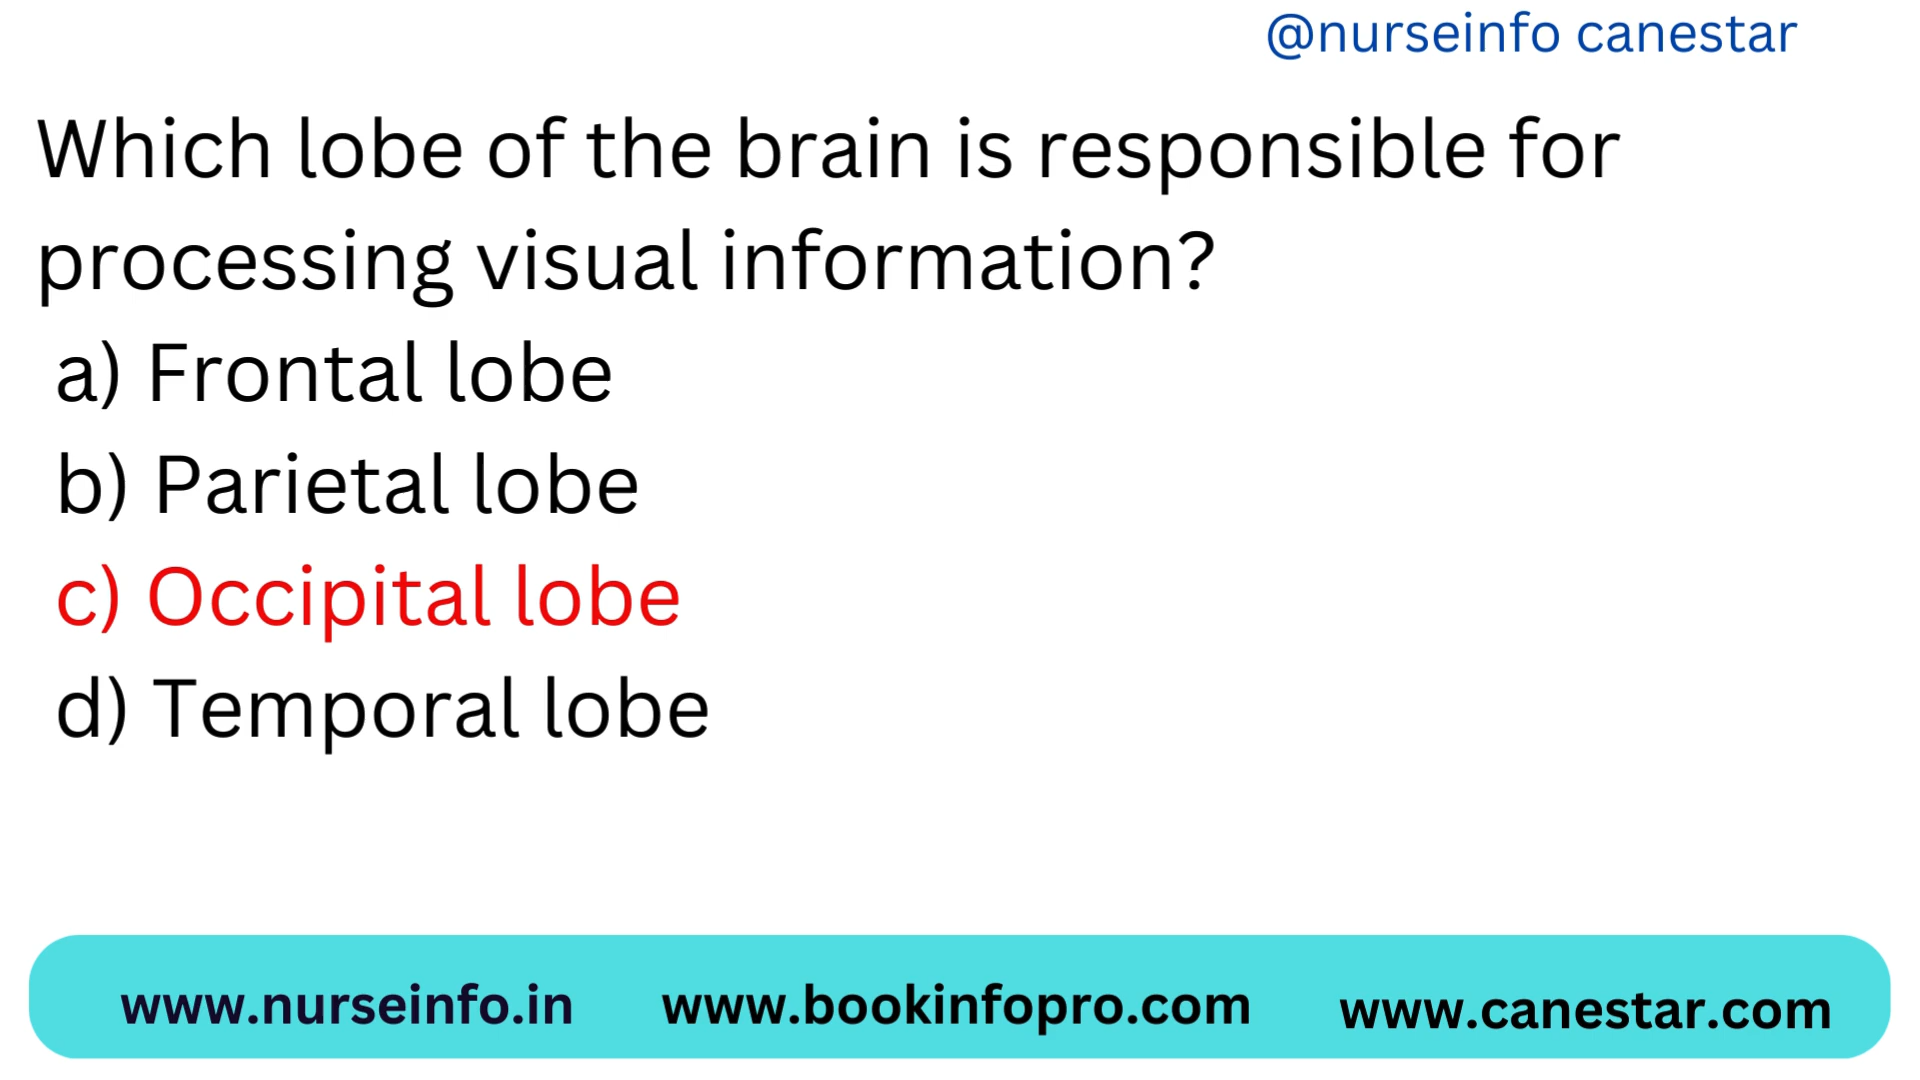 @nurseinfo canestar
Which lobe of the brain is responsible for
processing visual information?
a) Frontal lobe
b) Parietal lobe
c) Occipital lobe
d) Temporal lobe
www.nurseinfo.in www.bookinfopro.com www.canestar.com